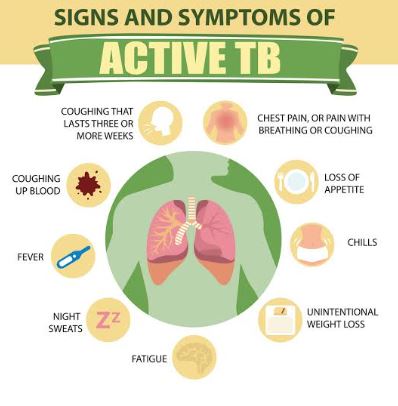 SIGNS AND SYMPTOMS OF
ACTIVE TB
COUGHING THAT
LASTS THREE OR
MORE WEEKS
CHEST PAIN, OR PAIN WITH
BREATHING OR COUGHING
COUGHING
UP BLOOD
LOSS OF
APPETITE
FEVER
CHILLS
NIGHT
SWEATS
ZZ
UNINTENTIONAL
WEIGHT LOSS
FATIGUE